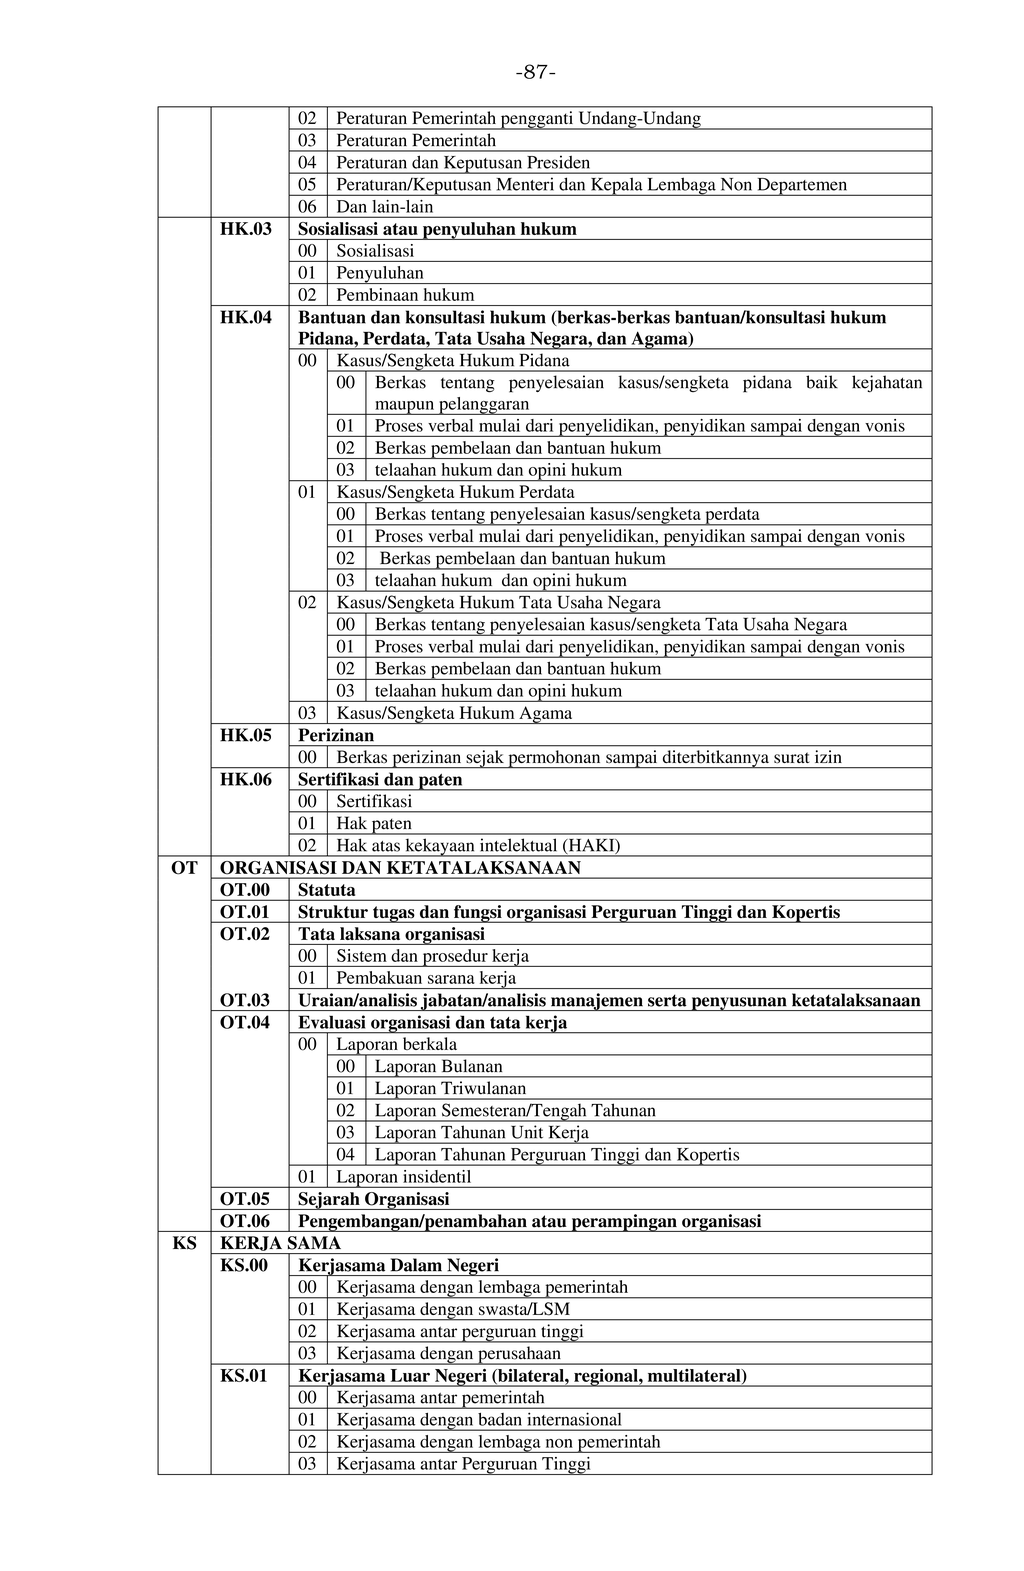 -87-
02 Peraturan Pemerintah pengganti Undang-Undang
03 Peraturan Pemerintah
04 Peraturan dan Keputusan Presiden
05 Peraturan/Keputusan Menteri dan Kepala Lembaga Non Departemen
06 Dan lain-lain
HK.03 Sosialisasi atau penyuluhan hukum
00 Sosialisasi
01 Penyuluhan
02 Pembinaan hukum
HK.04 Bantuan dan konsultasi hukum (berkas-berkas bantuan/konsultasi hukum
Pidana, Perdata, Tata Usaha Negara, dan Agama)
00 Kasus/Sengketa Hukum Pidana
00 Berkas tentang penyelesaian kasus/sengketa pidana baik kejahatan
maupun pelanggaran
01 Proses verbal mulai dari penyelidikan, penyidikan sampai dengan vonis
02 Berkas pembelaan dan bantuan hukum
03 telaahan hukum dan opini hukum
01 Kasus/Sengketa Hukum Perdata
00 Berkas tentang penyelesaian kasus/sengketa perdata
01 Proses verbal mulai dari penyelidikan, penyidikan sampai dengan vonis
02 Berkas pembelaan dan bantuan hukum
03 telaahan hukum dan opini hukum
02 Kasus/Sengketa Hukum Tata Usaha Negara
00 Berkas tentang penyelesaian kasus/sengketa Tata Usaha Negara
01 Proses verbal mulai dari penyelidikan, penyidikan sampai dengan vonis
02 Berkas pembelaan dan bantuan hukum
03 telaahan hukum dan opini hukum
03 Kasus/Sengketa Hukum Agama
HK.05 Perizinan
00 Berkas perizinan sejak permohonan sampai diterbitkannya surat izin
HK.06 Sertifikasi dan paten
00 Sertifikasi
01 Hak paten
02 Hak atas kekayaan intelektual (HAKI)
OT ORGANISASI DAN KETATALAKSANAAN
OT.00 Statuta
OT.01 Struktur tugas dan fungsi organisasi Perguruan Tinggi dan Kopertis
OT.02 Tata laksana organisasi
00 Sistem dan prosedur kerja
01 Pembakuan sarana kerja
OT.03 Uraian/analisis jabatan/analisis manajemen serta penyusunan ketatalaksanaan
OT.04 Evaluasi organisasi dan tata kerja
00 Laporan berkala
00 Laporan Bulanan
01 Laporan Triwulanan
02 Laporan Semesteran/Tengah Tahunan
03 Laporan Tahunan Unit Kerja
04 Laporan Tahunan Perguruan Tinggi dan Kopertis
01 Laporan insidentil
OT.05 Sejarah Organisasi
OT.06 Pengembangan/penambahan atau perampingan organisasi
KS KERJA SAMA
KS.00 Kerjasama Dalam Negeri
00 Kerjasama dengan lembaga pemerintah
01 Kerjasama dengan swasta/LSM
02 Kerjasama antar perguruan tinggi
03 Kerjasama dengan perusahaan
KS.01 Kerjasama Luar Negeri (bilateral, regional, multilateral)
00 Kerjasama antar pemerintah
01 Kerjasama dengan badan internasional
02 Kerjasama dengan lembaga non pemerintah
03 Kerjasama antar Perguruan Tinggi